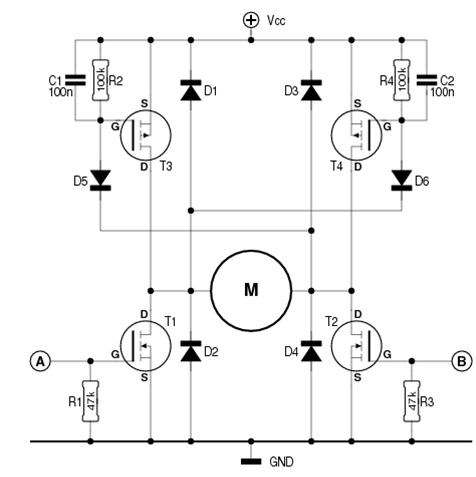 Vcc
C1
100n
100k
R2
D1
D3
R4
100k
C2
100n
S
G
D
T3
S
G
D
T4
D5
D6
M
D
T1
G
S
D2
D4
D
T2
G
S
A
B
R1
47k
47k
R3
GND